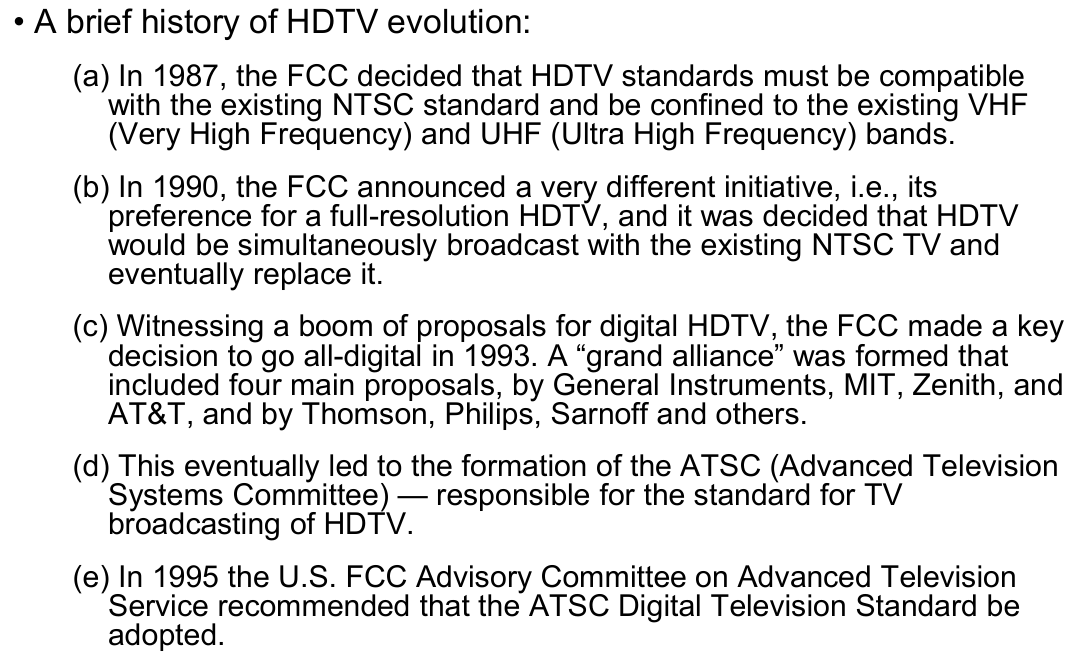 • A brief history of HDTV evolution:
(a) In 1987, the FCC decided that HDTV standards must be compatible
with the existing NTSC standard and be confined to the existing VHF
(Very High Frequency) and UHF (Ultra High Frequency) bands.
(b) In 1990, the FCC announced a very different initiative, i.e., its
preference for a full-resolution HDTV, and it was decided that HDTV
would be simultaneously broadcast with the existing NTSC TV and
eventually replace it.
(c) Witnessing a boom of proposals for digital HDTV, the FCC made a key
decision to go all-digital in 1993. A “grand alliance” was formed that
included four main proposals, by General Instruments, MIT, Zenith, and
AT&T, and by Thomson, Philips, Sarnoff and others.
(d) This eventually led to the formation of the ATSC (Advanced Television
Systems Committee) — responsible for the standard for TV
broadcasting of HDTV.
(e) In 1995 the U.S. FCC Advisory Committee on Advanced Television
Service recommended that the ATSC Digital Television Standard be
adopted.